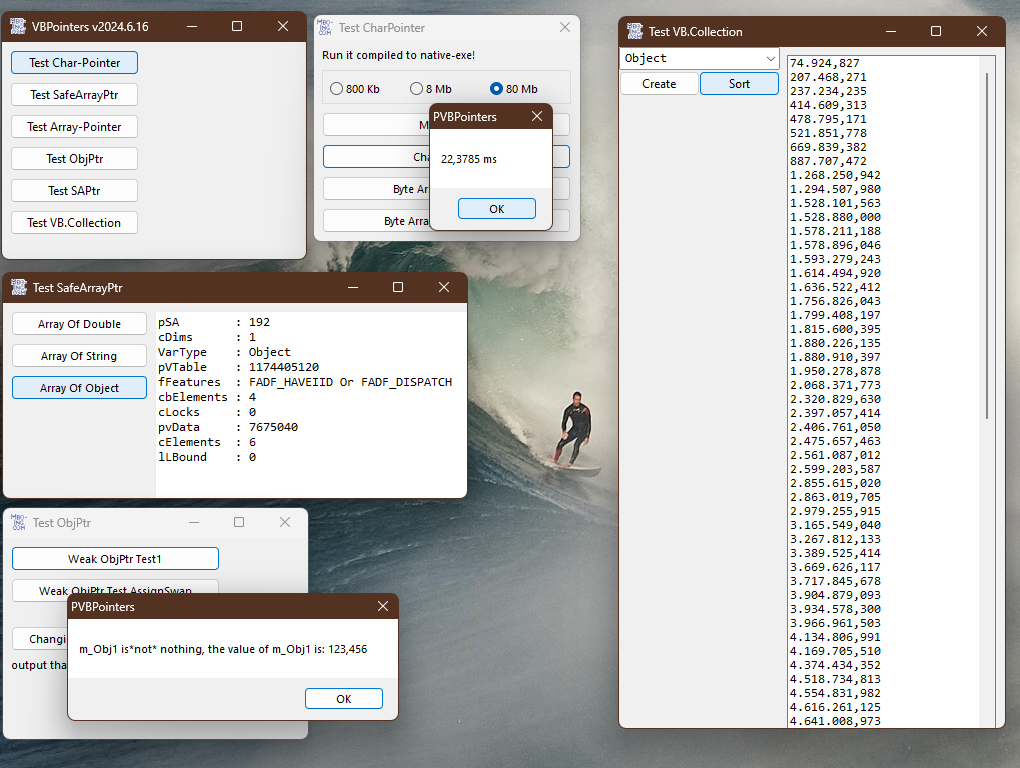 VBPointers v2024.6.16
Test Char-Pointer
Test SafeArrayPtr
Test Array-Pointer
Test ObjPtr
Test SAPtr
Test VB.Collection
Test CharPointer
Run it compiled to native-exe!
800 Kb
8 Mb
80 Mb
M
Cha
Byte Ar
Byte Arra
PVBPointers
22,3785 ms
OK
Test SafeArrayPtr
Array Of Double
Array Of String
Array Of Object
pSA : 192
cDims : 1
VarType : Object
pVTable : 1174405120
fFeatures : FADF_HAVEIID Or FADF_DISPATCH
cbElements : 4
cLocks : 0
pvData : 7675040
cElements : 6
lLBound : 0
Test ObjPtr
Weak ObjPtr Test1
Weak ObjPtr Test AssignSwap
Changi
output tha
PVBPointers
m_Obj1 is*not* nothing, the value of m_Obj1 is: 123,456
OK
Test VB.Collection
Object
Create
Sort
74.924,827
207.468,271
237.234,235
414.609,313
478.795,171
521.851,778
669.839,382
887.707,472
1.268.250,942
1.294.507,980
1.528.101,563
1.528.880,000
1.578.211,188
1.578.896,046
1.593.279,243
1.614.494,920
1.636.522,412
1.756.826,043
1.799.408,197
1.815.600,395
1.880.226,135
1.880.910,397
1.950.278,878
2.068.371,773
2.320.829,630
2.397.057,414
2.406.761,050
2.475.657,463
2.561.087,012
2.599.203,587
2.855.615,020
2.863.019,705
2.979.255,915
3.165.549,040
3.267.812,133
3.389.525,414
3.669.626,117
3.717.845,678
3.904.879,093
3.934.578,300
3.966.961,503
4.134.806,991
4.169.705,510
4.374.434,352
4.518.734,813
4.554.831,982
4.616.261,125
4.641.008,973